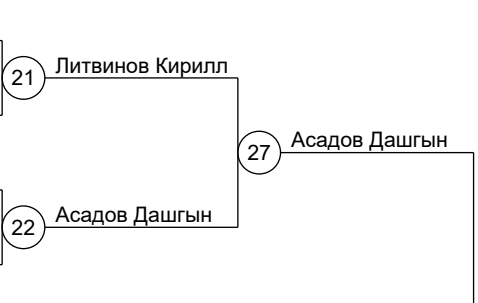 21 Литвинов Кирилл
27 Асадов Дашгын
22 Асадов Дашгын